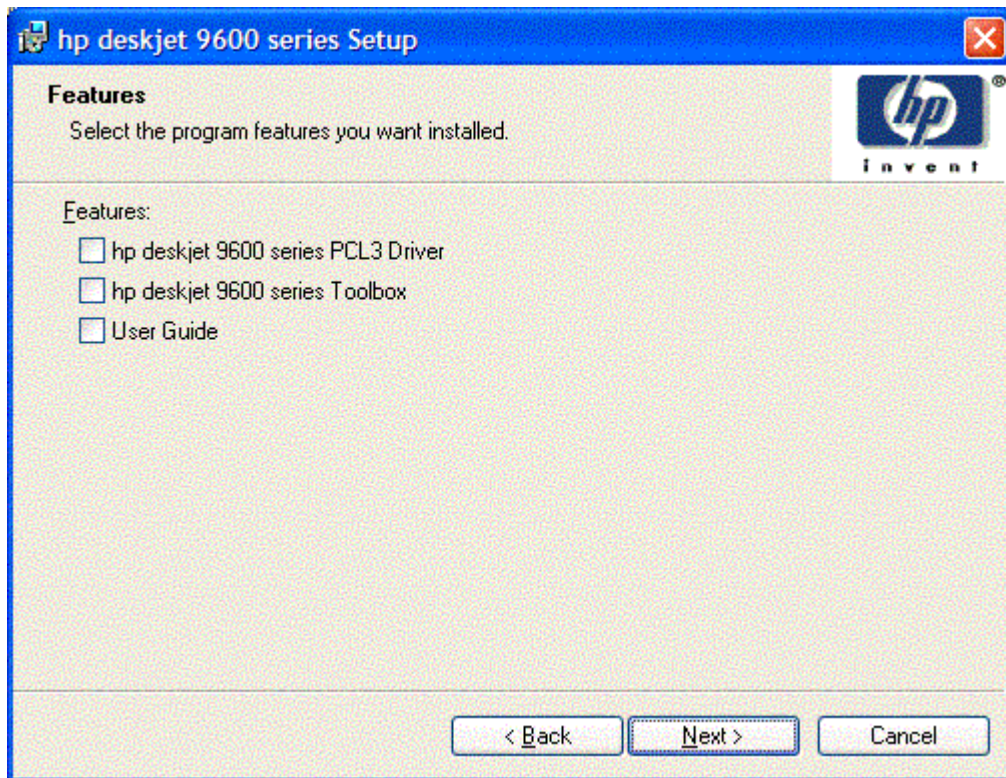 hp deskjet 9600 series Setup
Features
Select the program features you want installed.
hp
®
invent
Features:
hp deskjet 9600 series PCL3 Driver
hp deskjet 9600 series Toolbox
User Guide
< Back
Next >
Cancel